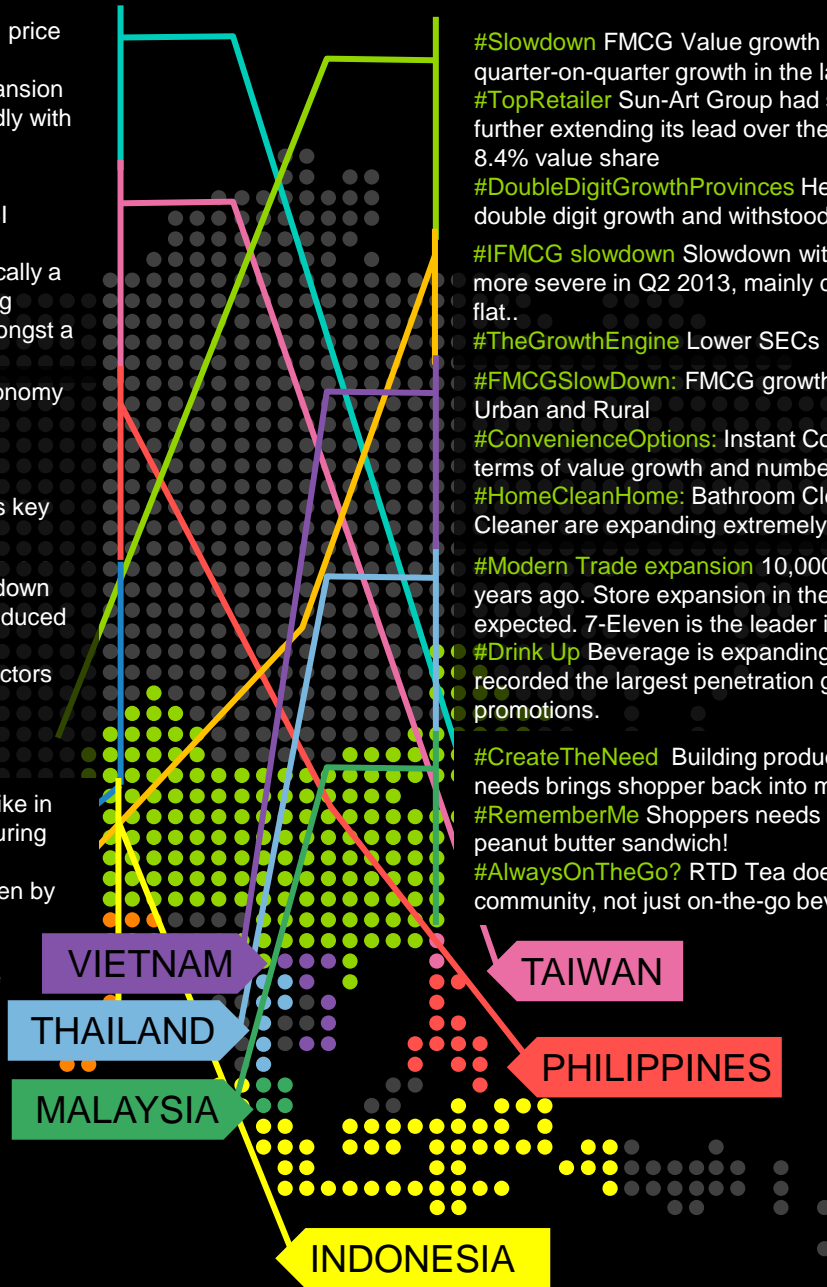 price
ansion
dly with
l
cally a
g
ongst a
onomy
s key
down
duced
ctors
ike in
uring
en by
#Slowdown FMCG Value growth
quarter-on-quarter growth in the la
#TopRetailer Sun-Art Group had
further extending its lead over the
8.4% value share
#DoubleDigitGrowthProvinces He
double digit growth and withstood
#IFMCG slowdown Slowdown wit
more severe in Q2 2013, mainly
flat..
#TheGrowthEngine Lower SECs
#FMCGSlowDown: FMCG growth
Urban and Rural
#ConvenienceOptions: Instant Co
terms of value growth and numbe
#HomeCleanHome: Bathroom Cle
Cleaner are expanding extremely
#Modern Trade expansion 10,000
years ago. Store expansion in the
expected. 7-Eleven is the leader i
#Drink Up Beverage is expanding
recorded the largest penetration g
promotions.
#CreateTheNeed Building produc
needs brings shopper back into m
#RememberMe Shoppers needs
peanut butter sandwich!
#AlwaysOnTheGo? RTD Tea doe
community, not just on-the-go bev
VIETNAM
TAIWAN
THAILAND
PHILIPPINES
MALAYSIA
INDONESIA